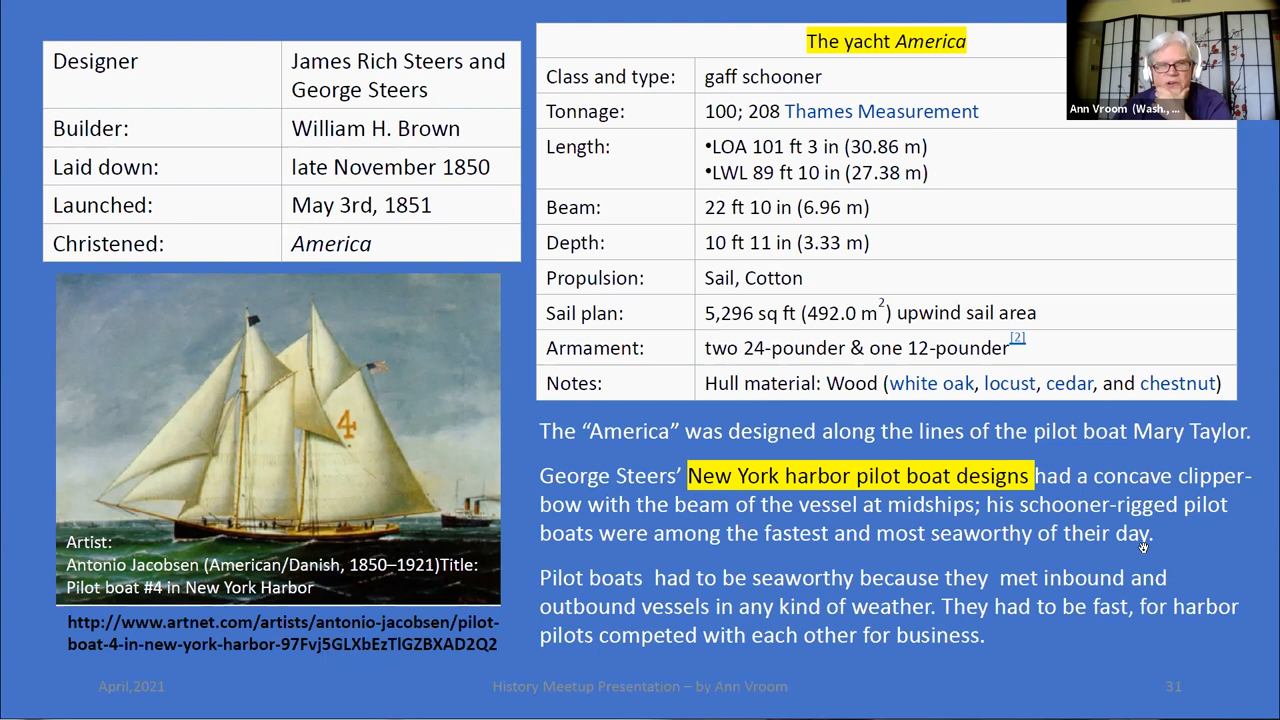 Designer
James Rich Steers and
George Steers
Builder:
William H. Brown
Laid down:
late November 1850
Launched:
May 3rd, 1851
Christened:
America
4
Artist:
Antonio Jacobsen (American/Danish, 1850–1921)Title:
Pilot boat #4 in New York Harbor
http://www.artnet.com/artists/antonio-jacobsen/pilot-
boat-4-in-new-york-harbor-97Fvj5GLXbEzTlGZBXAD2Q2
The yacht America
Class and type:
gaff schooner
Tonnage:
100; 208 Thames Measurement
Length:
•LOA 101 ft 3 in (30.86 m)
•LWL 89 ft 10 in (27.38 m)
Beam:
22 ft 10 in (6.96 m)
Depth:
10 ft 11 in (3.33 m)
Propulsion:
Sail, Cotton
Sail plan:
5,296 sq ft (492.0 m2) upwind sail area
Armament:
two 24-pounder & one 12-pounder[2]
Notes:
Hull material: Wood (white oak, locust, cedar, and chestnut)
The “America” was designed along the lines of the pilot boat Mary Taylor.
George Steers’ New York harbor pilot boat designs had a concave clipper-
bow with the beam of the vessel at midships; his schooner-rigged pilot
boats were among the fastest and most seaworthy of their day.
Pilot boats had to be seaworthy because they met inbound and
outbound vessels in any kind of weather. They had to be fast, for harbor
pilots competed with each other for business.
Ann Vroom (Wash., ...
April,2021
History Meetup Presentation – by Ann Vroom
31